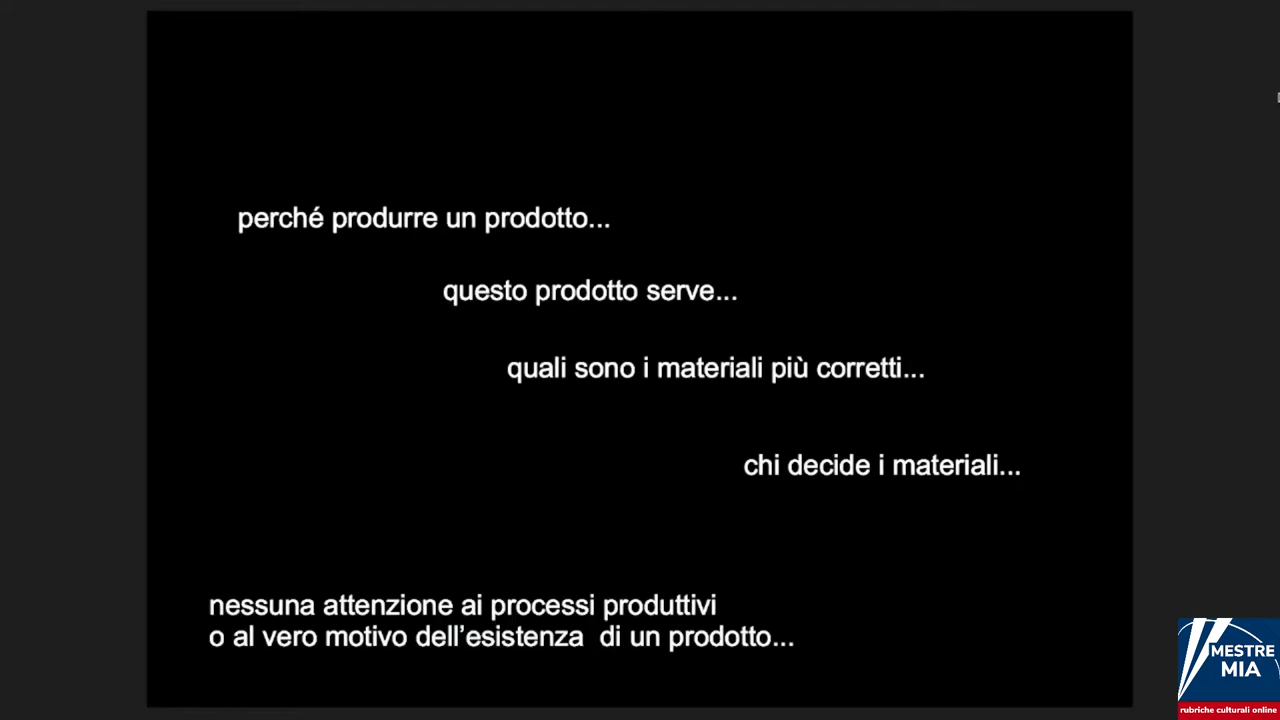 perché produrre un prodotto...
questo prodotto serve...
quali sono i materiali più corretti...
chi decide i materiali...
nessuna attenzione ai processi produttivi
o al vero motivo dell’esistenza di un prodotto...
MESTRE
MIA
rubriche culturali online